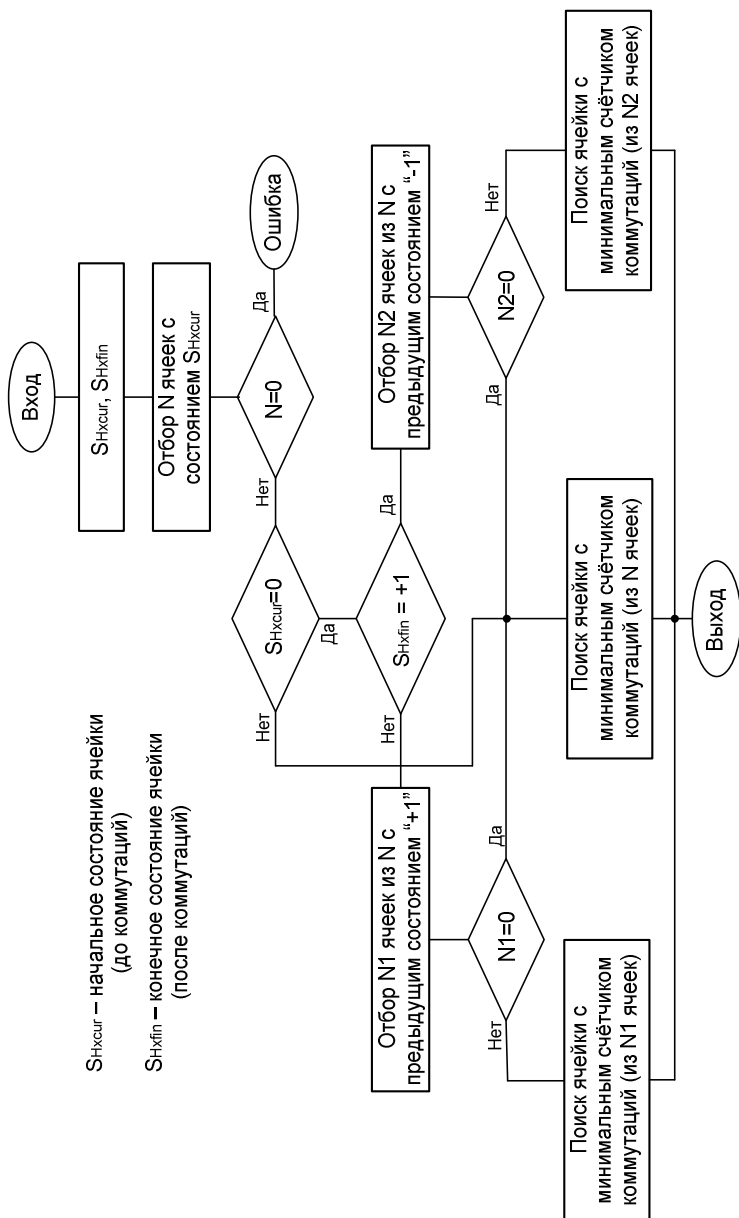 Вход
SHxcur, SHxfin
Отбор N ячеек с
состоянием SHxcur
N=0
Да
Ошибка
Нет
SHxcur=0
Нет
Да
SHxfin = +1
Нет
Да
SHxcur – начальное состояние ячейки
(до коммутаций)
SHxfin – конечное состояние ячейки
(после коммутаций)
Отбор N1 ячеек из N с
предыдущим состоянием “+1”
Отбор N2 ячеек из N с
предыдущим состоянием “-1”
N1=0
Нет
Да
N2=0
Да
Нет
Поиск ячейки с
минимальным счётчиком
коммутаций (из N1 ячеек)
Поиск ячейки с
минимальным счётчиком
коммутаций (из N ячеек)
Поиск ячейки с
минимальным счётчиком
коммутаций (из N2 ячеек)
Выход